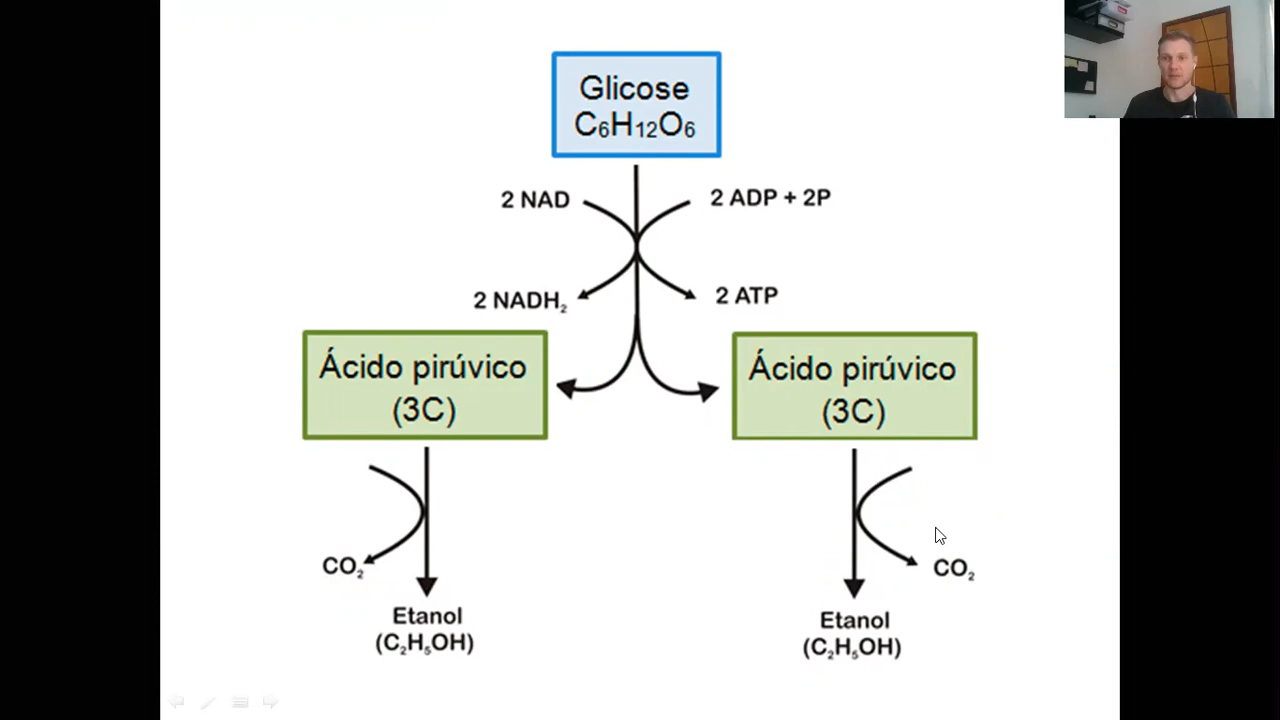 Glicose
C₆H₁₂O₆
2 NAD
2 ADP + 2P
2 NADH₂
2 ATP
Ácido pirúvico
(3C)
Ácido pirúvico
(3C)
CO₂
CO₂
Etanol
(C₂H₅OH)
Etanol
(C₂H₅OH)